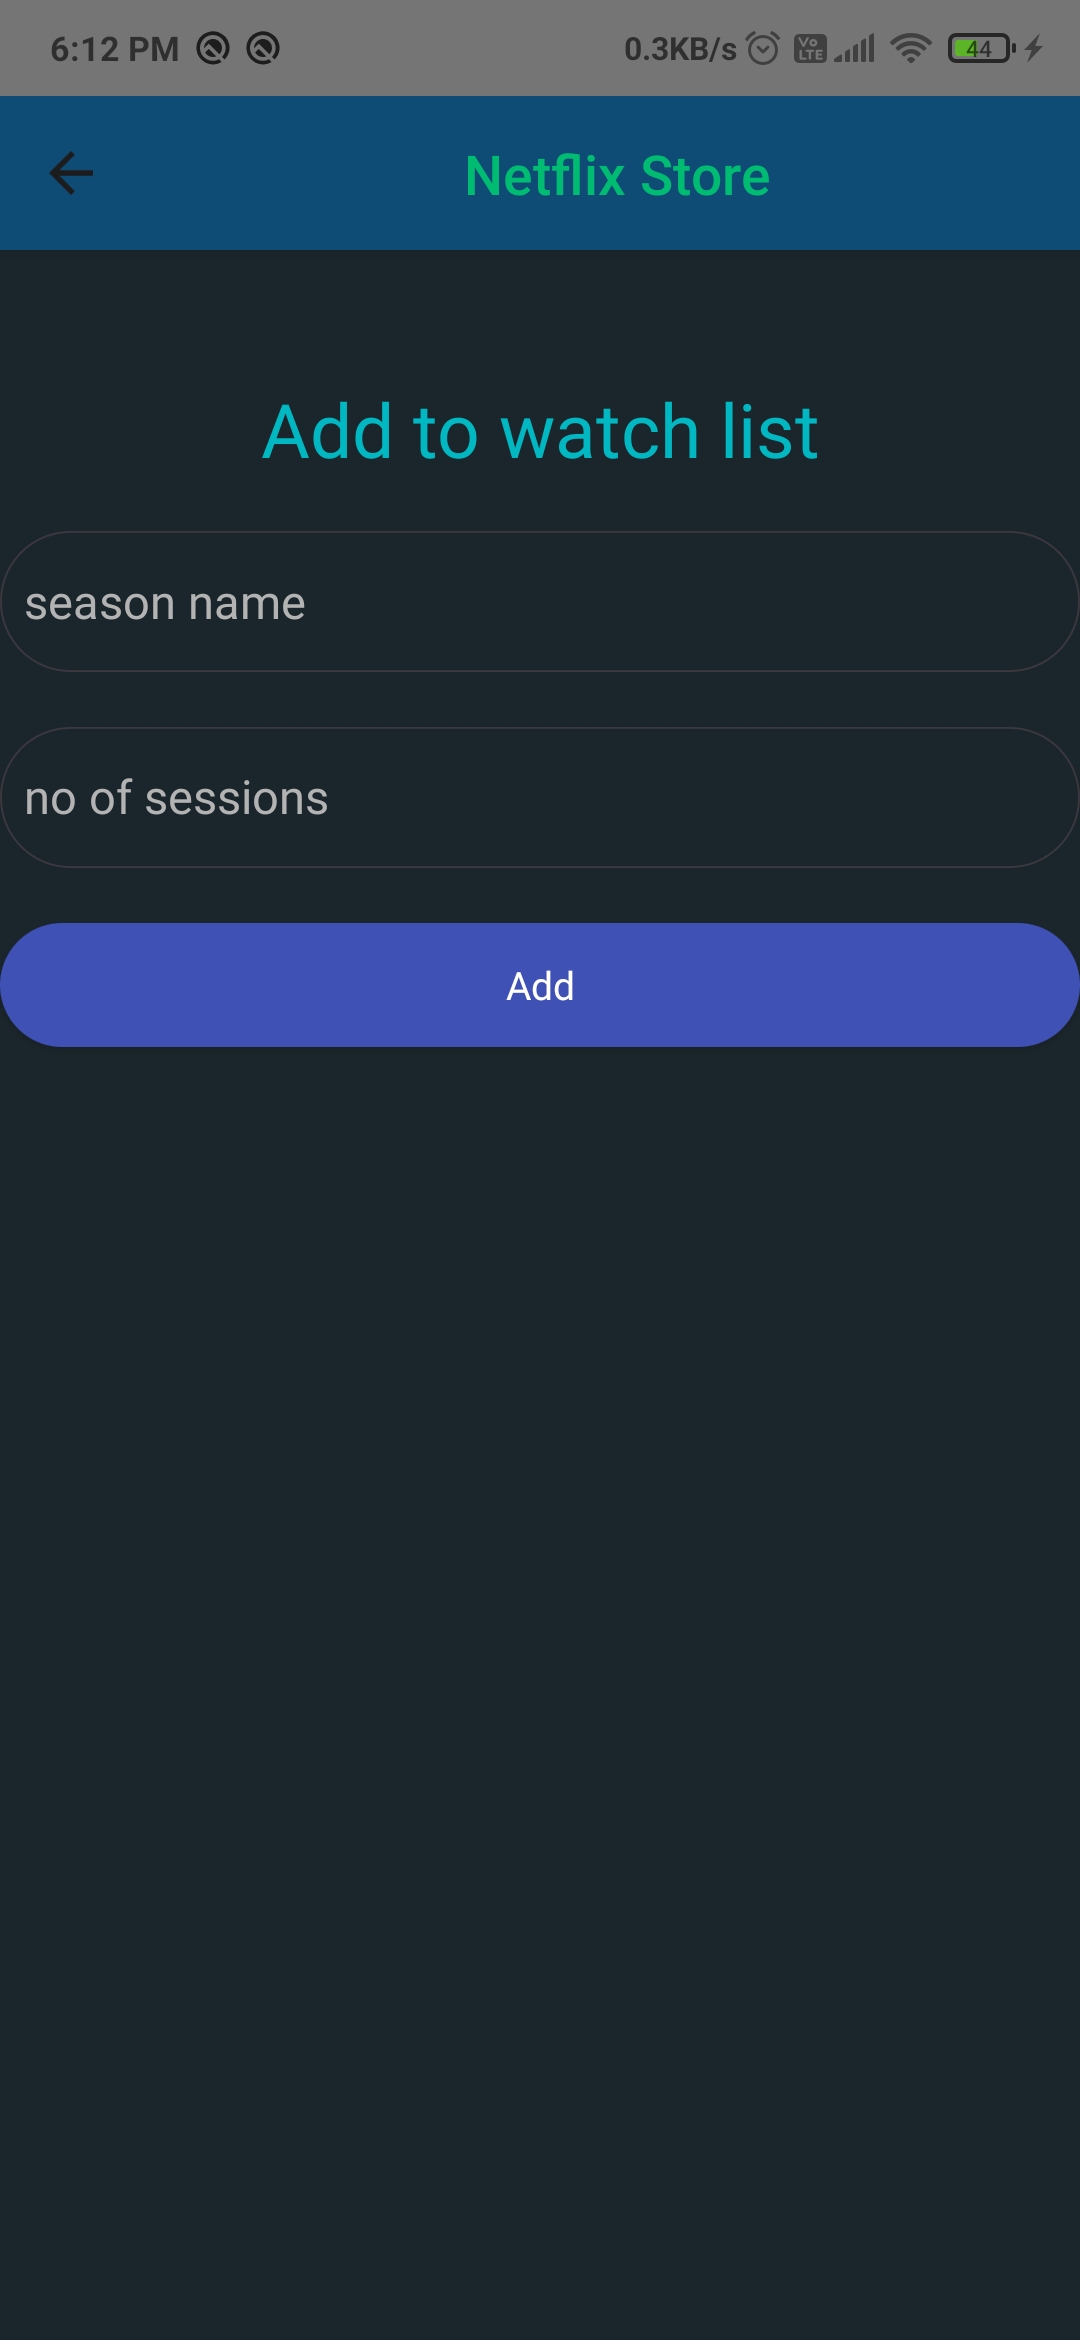 6:12 PM 0.3KB/s Vo LTE 44
Netflix Store
Add to watch list
season name
no of sessions
Add